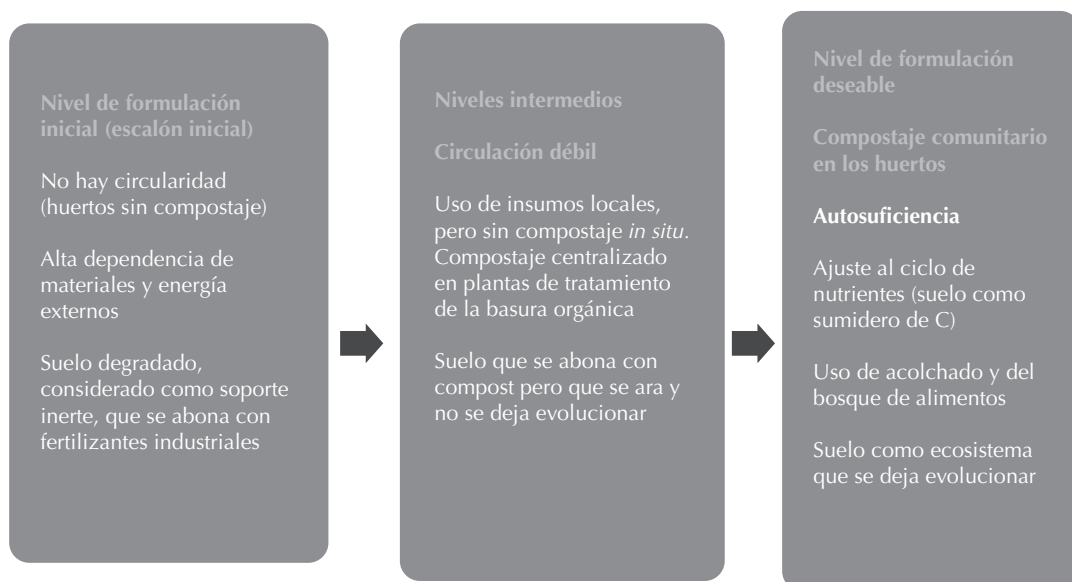 Nivel de formulación
inicial (escalón inicial)
No hay circularidad
(huertos sin compostaje)
Alta dependencia de
materiales y energía
externos
Suelo degradado,
considerado como soporte
inerte, que se abona con
fertilizantes industriales
Niveles intermedios
Circulación débil
Uso de insumos locales,
pero sin compostaje in situ.
Compostaje centralizado
en plantas de tratamiento
de la basura orgánica
Suelo que se abona con
compost pero que se ara y
no se deja evolucionar
Nivel de formulación
deseable
Compostaje comunitario
en los huertos
Autosuficiencia
Ajuste al ciclo de
nutrientes (suelo como
sumidero de C)
Uso de acolchado y del
bosque de alimentos
Suelo como ecosistema
que se deja evolucionar